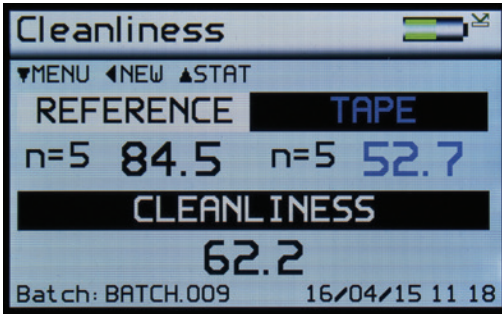 Cleanliness
▼MENU ◀NEW ▲STAT
REFERENCE TAPE
n=5 84.5 n=5 52.7
CLEANLINESS
62.2
Batch: BATCH.009 16/04/15 11 18